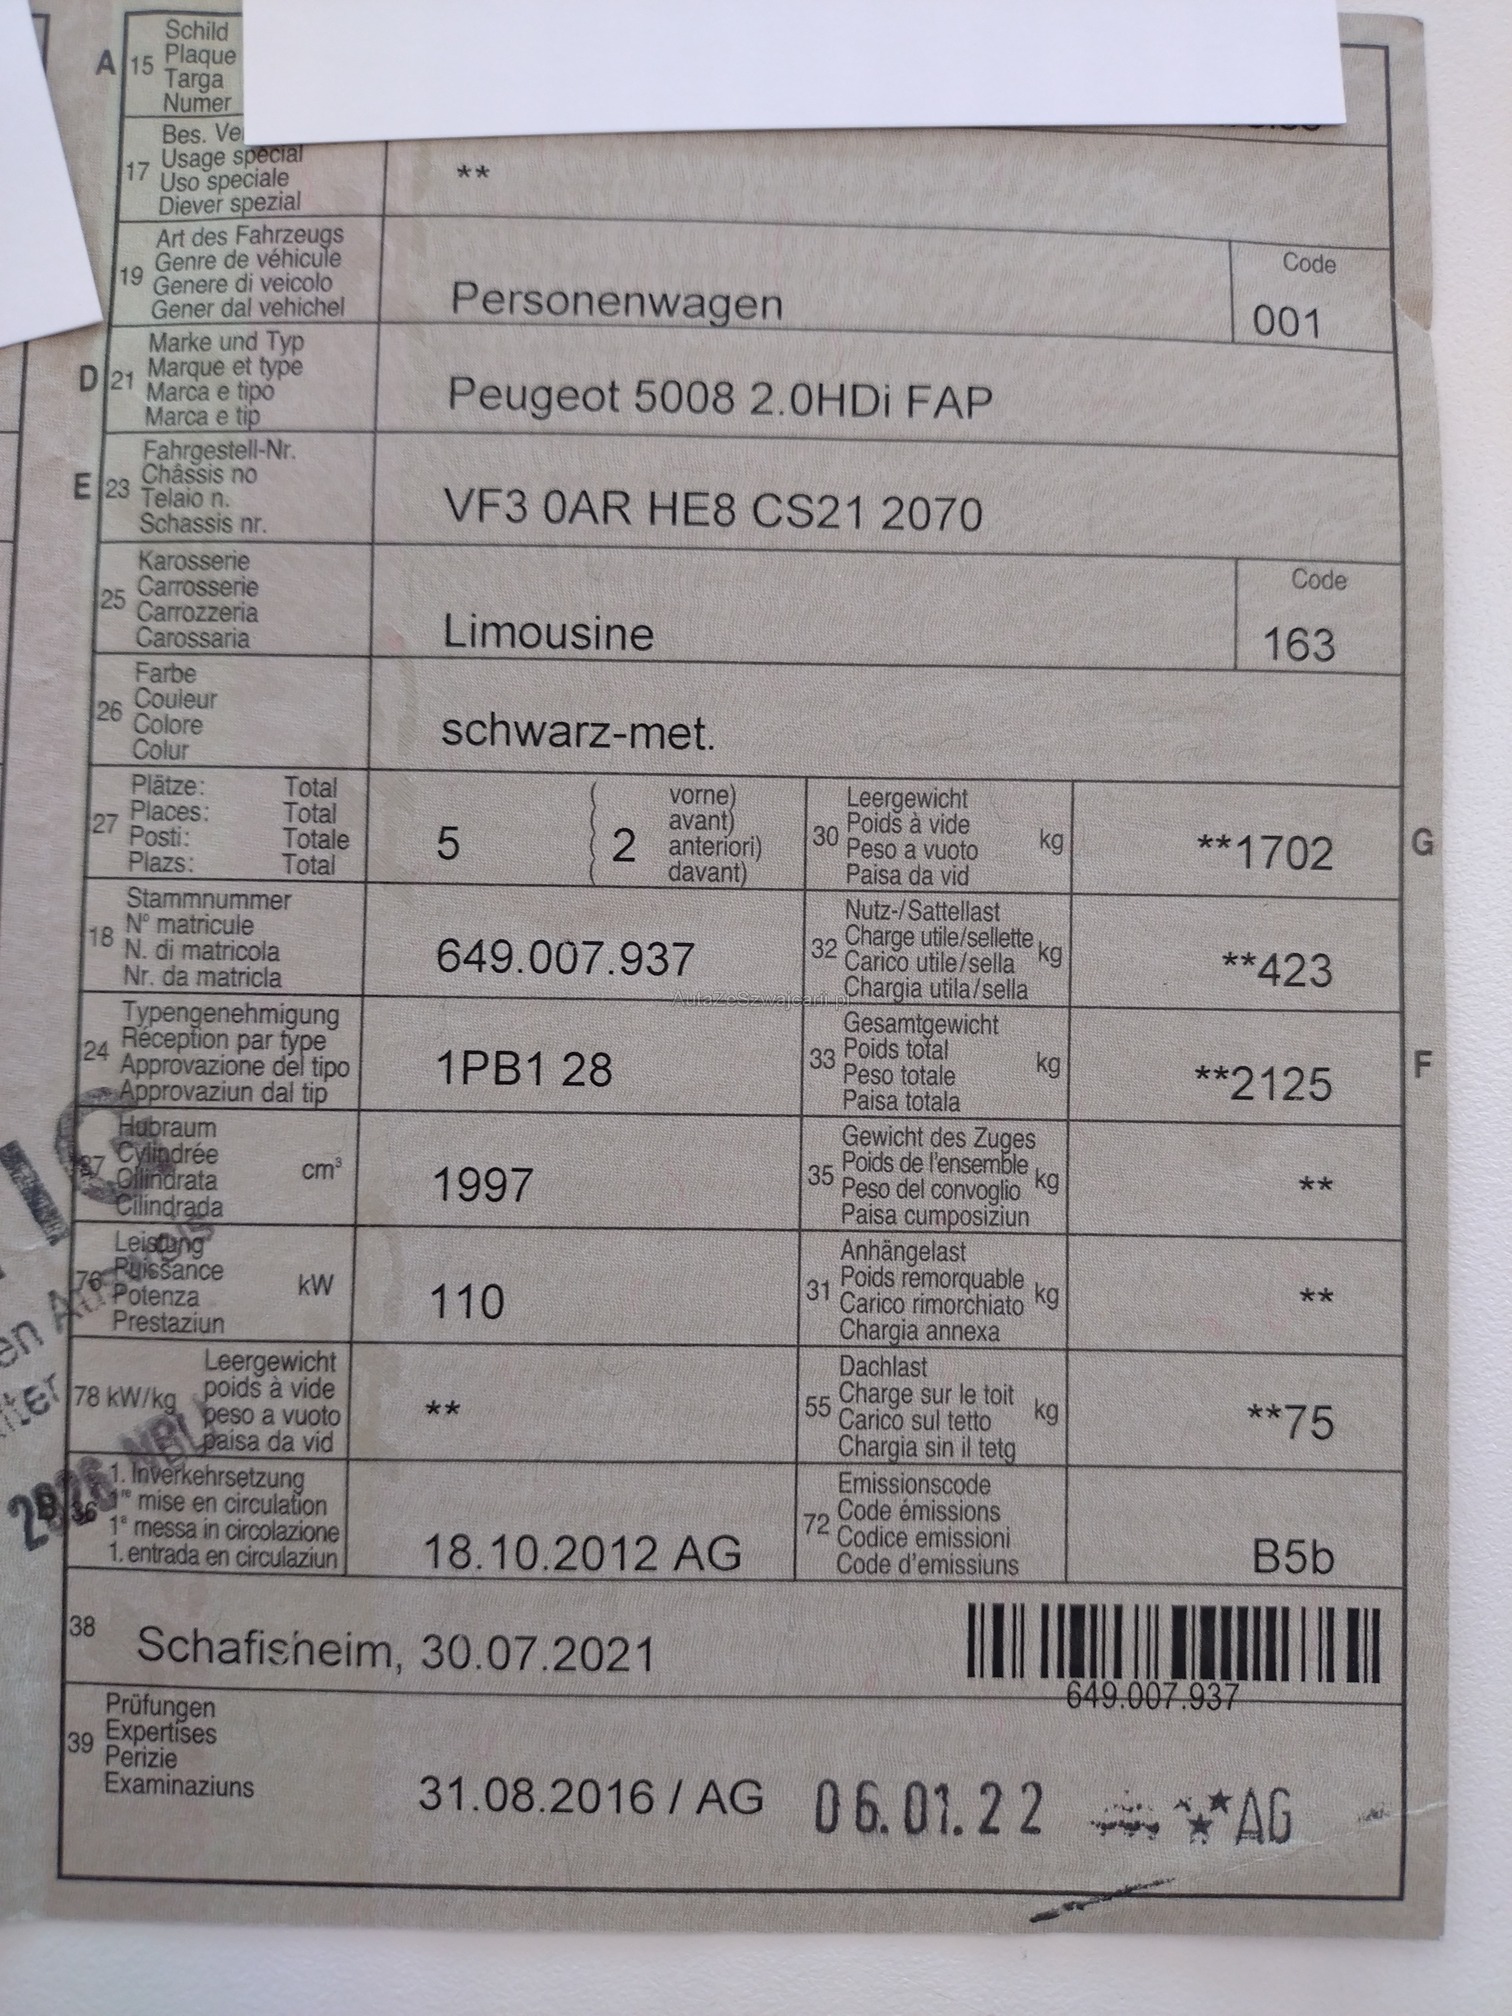 A 15 Schild
Plaque
Targa
Numer
17 Bes.
Usage spécial
Uso speciale
Diever spezial
**
19 Art des Fahrzeugs
Genre de véhicule
Genere di veicolo
Gener dal vehichel
Personenwagen
Code
001
D 21 Marke und Typ
Marque et type
Marca e tipo
Marca e tip
Peugeot 5008 2.0HDi FAP
E 23 Fahrgestell-Nr.
Châssis no
Telaio n.
Schassis nr.
VF3 0AR HE8 CS21 2070
25 Karosserie
Carrosserie
Carrozzeria
Carossaria
Limousine
Code
163
26 Farbe
Couleur
Colore
Colur
schwarz-met.
27 Plätze: Total
Places: Total
Posti: Totale
Plazs: Total
5 ( 2 vorne)
avant)
anteriori)
davant)
30 Leergewicht
Poids à vide
Peso a vuoto
Paisa da vid
kg
**1702
G
18 Stammnummer
N° matricule
N. di matricola
Nr. da matricla
649.007.937
32 Nutz-/Sattellast
Charge utile/sellette
Carico utile/sella
Chargia utila/sella
kg
**423
AutaZeSzwajcarii.pl
24 Typengenehmigung
Réception par type
Approvazione del tipo
Approvaziun dal tip
1PB1 28
33 Gesamtgewicht
Poids total
Peso totale
Paisa totala
kg
**2125
F
37 Hubraum
Cylindrée
Cilindrata
Cilindrada
cm³
1997
35 Gewicht des Zuges
Poids de l'ensemble
Peso del convoglio
Paisa cumposiziun
kg
**
76 Leistung
Puissance
Potenza
Prestaziun
kW
110
31 Anhängelast
Poids remorquable
Carico rimorchiato
Chargia annexa
kg
**
78 kW/kg Leergewicht
poids à vide
peso a vuoto
paisa da vid
**
55 Dachlast
Charge sur le toit
Carico sul tetto
Chargia sin il tetg
kg
**75
B 36 1. Inverkehrsetzung
1re mise en circulation
1a messa in circolazione
1. entrada en circulaziun
18.10.2012 AG
72 Emissionscode
Code émissions
Codice emissioni
Code d'emissiuns
B5b
38 Schafisheim, 30.07.2021
649.007.937
39 Prüfungen
Expertises
Perizie
Examinaziuns
31.08.2016 / AG 06.01.22 AG